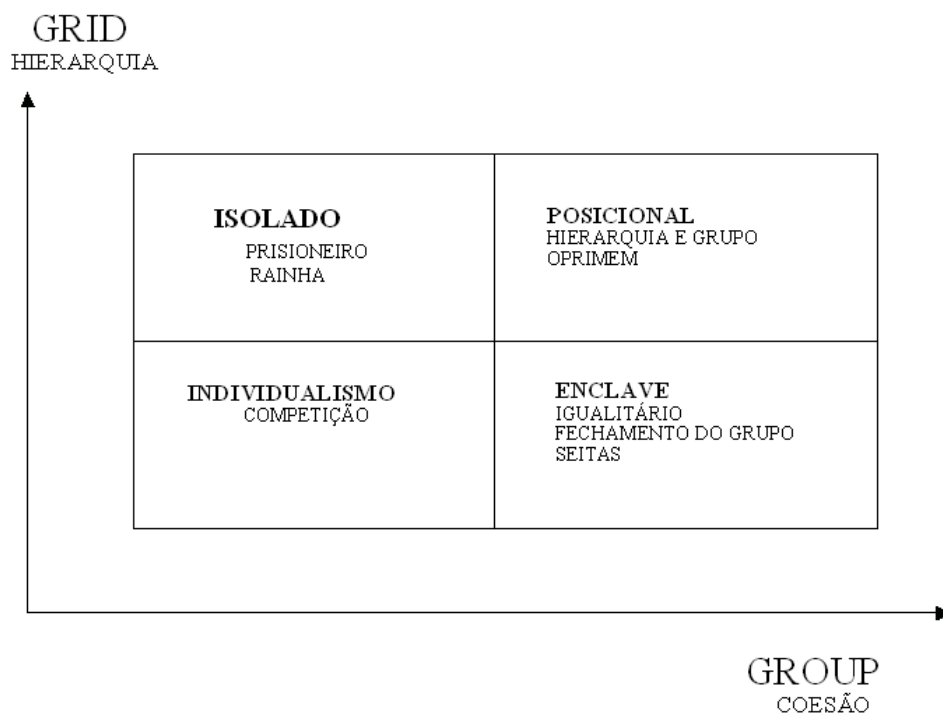 GRID
HIERARQUIA
ISOLADO
PRISIONEIRO
RAINHA
POSICIONAL
HIERARQUIA E GRUPO
OPRIMEM
INDIVIDUALISMO
COMPETIÇÃO
ENCLAVE
IGUALITÁRIO
FECHAMENTO DO GRUPO
SEITAS
GROUP
COESÃO